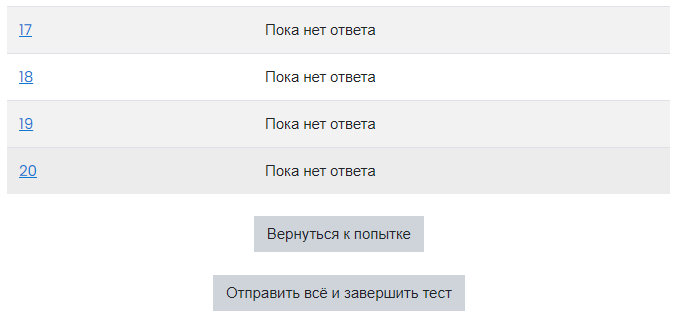 17 Пока нет ответа
18 Пока нет ответа
19 Пока нет ответа
20 Пока нет ответа
Вернуться к попытке
Отправить всё и завершить тест